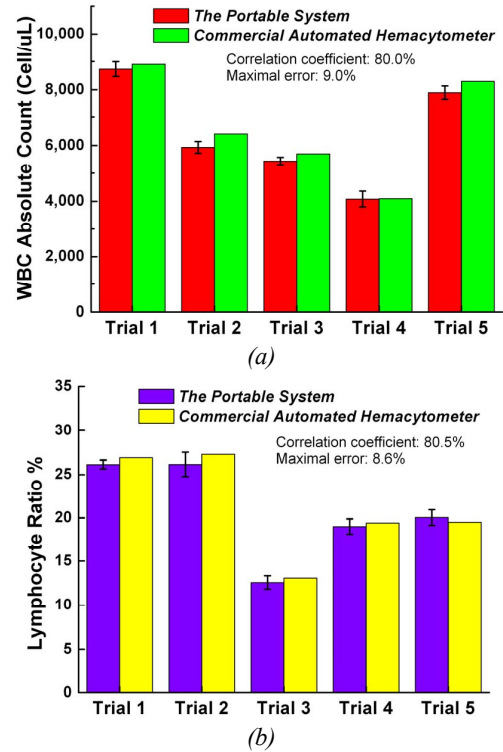 (a)
The Portable System
Commercial Automated Hemacytometer
Correlation coefficient: 80.0%
Maximal error: 9.0%
WBC Absolute Count (Cell/uL)
10,000
8,000
6,000
4,000
2,000
0
Trial 1 Trial 2 Trial 3 Trial 4 Trial 5
(a)
The Portable System
Commercial Automated Hemacytometer
Correlation coefficient: 80.5%
Maximal error: 8.6%
Lymphocyte Ratio %
35
30
25
20
15
10
5
0
Trial 1 Trial 2 Trial 3 Trial 4 Trial 5
(b)